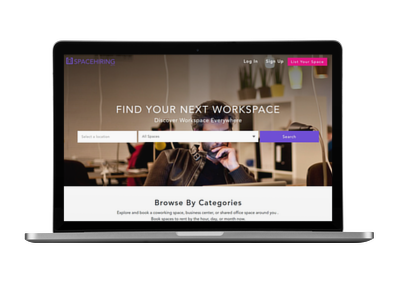 SPACEHIRING
Log In
Sign Up
List Your Space
FIND YOUR NEXT WORKSPACE
Discover Workspace Everywhere
Select a location
All Spaces
Search
Browse By Categories
Explore and book a coworking space, business center, or shared office space around you.
Book spaces to rent by the hour, day, or month now.